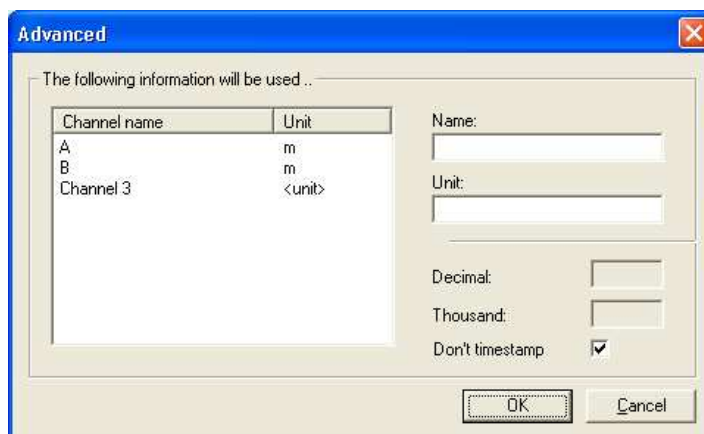 Advanced
The following information will be used ..
Channel name Unit
A m
B m
Channel 3 <unit>
Name:
Unit:
Decimal:
Thousand:
Don't timestamp
OK Cancel